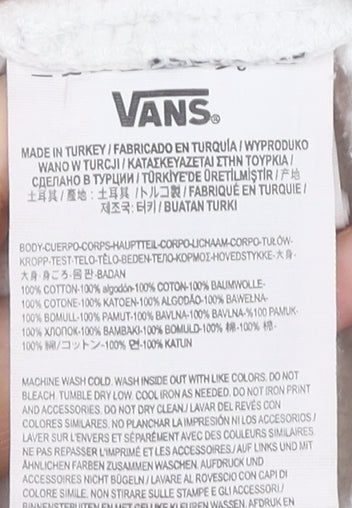 VANS®
MADE IN TURKEY / FABRICADO EN TURQUÍA / WYPRODUKO
WANO W TURCJI / ΚΑΤΑΣΚΕΥΑΖΕΤΑΙ ΣΤΗΝ ΤΟΥΡΚΙΑ /
СДЕЛАНО В ТУРЦИИ / TÜRKİYE'DE ÜRETİLMİŞTİR / 产地
: 土耳其 / 產地 : 土耳其 / トルコ製 / FABRIQUÉ EN TURQUIE /
제조국: 터키 / BUATAN TURKI
BODY-CUERPO-CORPS-HAUPTTEIL-CORPO-LICHAAM-CORPO-TUŁÓW-
KROPP-TEST-TELO-TĚLO-BEDEN-ТЕЛО-ΚΟΡΜΟΣ-HOVEDSTYKKE-大身-
大身-身ごろ-몸판-BADAN
100% COTTON-100% algodón-100% COTON-100% BAUMWOLLE-
100% COTONE-100% KATOEN-100% ALGODÃO-100% BAWEŁNA-
100% BOMULL-100% PAMUT-100% BAVLNA-100% BAVLNA-%100 PAMUK-
100% ХЛОПОК-100% ΒΑΜΒΑΚΙ-100% BOMULD-100% 棉-100% 棉-
100% 綿/コットン-100% 면-100% KATUN
MACHINE WASH COLD. WASH INSIDE OUT WITH LIKE COLORS. DO NOT
BLEACH. TUMBLE DRY LOW. COOL IRON AS NEEDED. DO NOT IRON PRINT
AND ACCESSORIES. DO NOT DRY CLEAN./ LAVAR DEL REVÉS CON
COLORES SIMILARES. NO PLANCHAR LA IMPRESIÓN NI LOS ACCESORIOS./
LAVER SUR L'ENVERS ET SÉPARÉMENT AVEC DES COULEURS SIMILAIRES.
NE PAS REPASSER L'IMPRIMÉ ET LES ACCESSOIRES./ AUF LINKS UND MIT
ÄHNLICHEN FARBEN ZUSAMMEN WASCHEN. AUFDRUCK UND
ACCESSOIRES NICHT BÜGELN./ LAVARE AL ROVESCIO CON CAPI DI
COLORE SIMILE. NON STIRARE SULLE STAMPE E GLI ACCESSORI./
BINNENSTEBUITEN EN MET GELIJKE KLEUREN WASSEN. AFDRUK EN